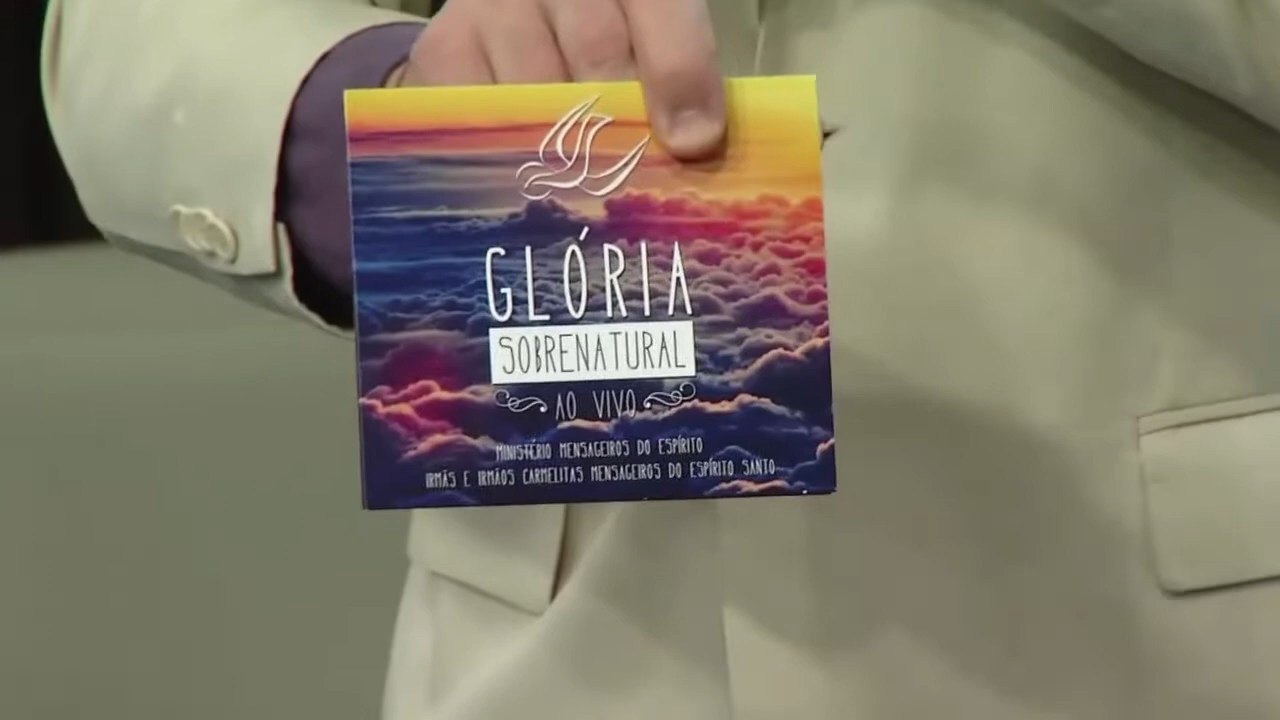 GLÓRIA
SOBRENATURAL
AO VIVO
MINISTÉRIO MENSAGEIROS DO ESPÍRITO
IRMÃS E IRMÃOS CARMELITAS MENSAGEIROS DO ESPÍRITO SANTO